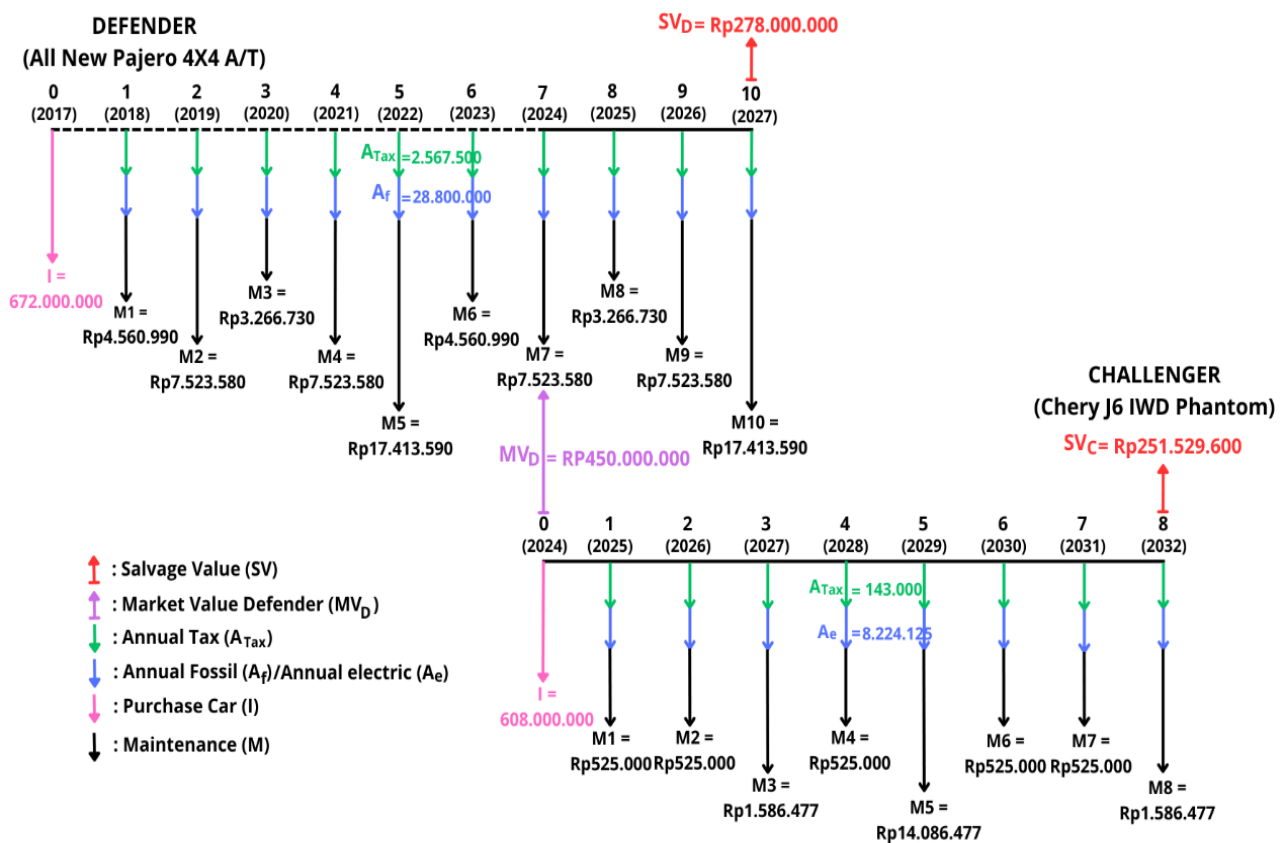 DEFENDER
(All New Pajero 4X4 A/T)
SVD = Rp278.000.000
0 1 2 3 4 5 6 7 8 9 10
(2017) (2018) (2019) (2020) (2021) (2022) (2023) (2024) (2025) (2026) (2027)
ATax =2.567.500
Af =28.800.000
I =
672.000.000
M1 =
Rp4.560.990
M2 =
Rp7.523.580
M3 =
Rp3.266.730
M4 =
Rp7.523.580
M5 =
Rp17.413.590
M6 =
Rp4.560.990
M7 =
Rp7.523.580
M8 =
Rp3.266.730
M9 =
Rp7.523.580
M10 =
Rp17.413.590
MVD = RP450.000.000
CHALLENGER
(Chery J6 IWD Phantom)
SVC= Rp251.529.600
0 1 2 3 4 5 6 7 8
(2024) (2025) (2026) (2027) (2028) (2029) (2030) (2031) (2032)
ATax = 143.000
Ae =8.224.125
I =
608.000.000
M1 =
Rp525.000
M2 =
Rp525.000
M3 =
Rp1.586.477
M4 =
Rp525.000
M5 =
Rp14.086.477
M6 =
Rp525.000
M7 =
Rp525.000
M8 =
Rp1.586.477
: Salvage Value (SV)
: Market Value Defender (MVD)
: Annual Tax (ATax)
: Annual Fossil (Af)/Annual electric (Ae)
: Purchase Car (I)
: Maintenance (M)